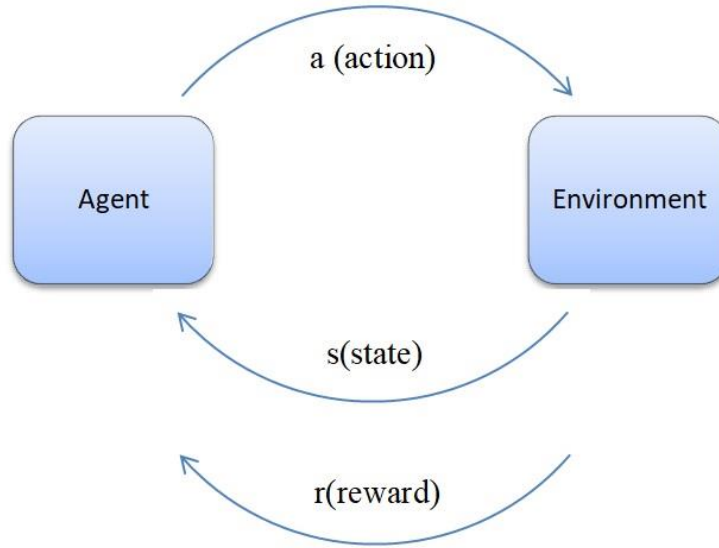 a (action)
Agent
Environment
s(state)
r(reward)